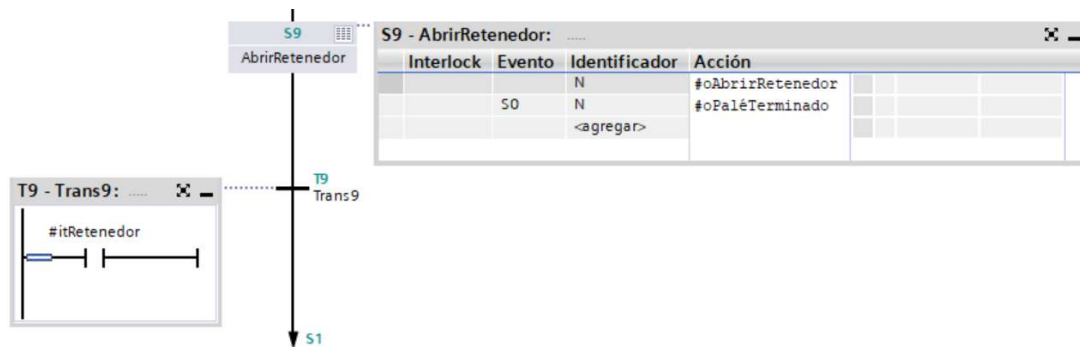 S9
AbrirRetenedor
S9 - AbrirRetenedor: .....
Interlock Evento Identificador Acción
N #oAbrirRetenedor
S0 N #oPaléTerminado
<agregar>
T9
Trans9
T9 - Trans9: .....
#itRetenedor
S1